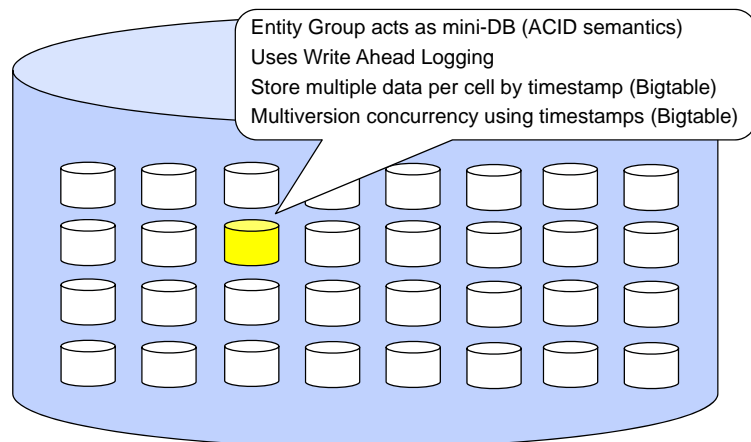 Entity Group acts as mini-DB (ACID semantics)
Uses Write Ahead Logging
Store multiple data per cell by timestamp (Bigtable)
Multiversion concurrency using timestamps (Bigtable)